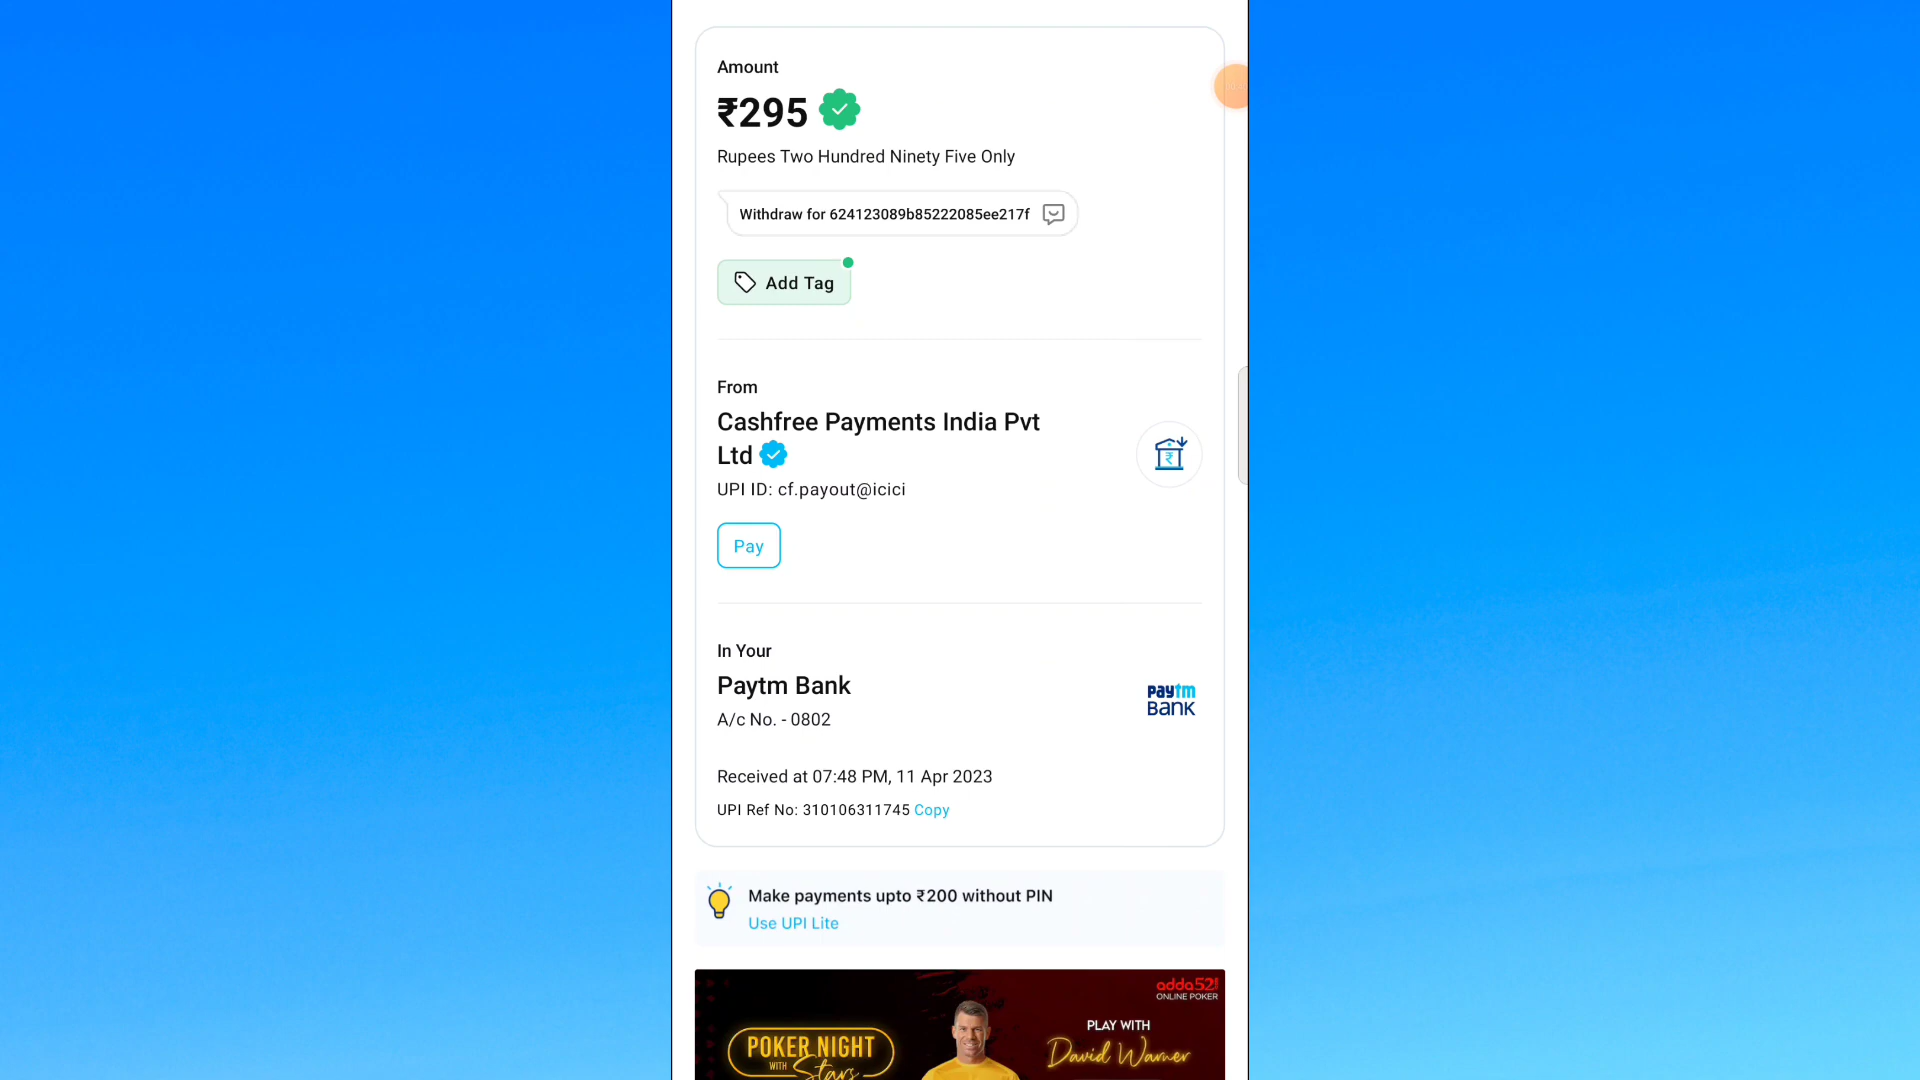 Amount
₹295
Rupees Two Hundred Ninety Five Only
Withdraw for 624123089b85222085ee217f
Add Tag
From
Cashfree Payments India Pvt
Ltd
UPI ID: cf.payout@icici
Pay
In Your
Paytm Bank
A/c No. - 0802
paytm
BANK
Received at 07:48 PM, 11 Apr 2023
UPI Ref No: 310106311745 Copy
Make payments upto ₹200 without PIN
Use UPI Lite
adda52!
ONLINE POKER
PLAY WITH
David Warner
POKER NIGHT
WITH Stars